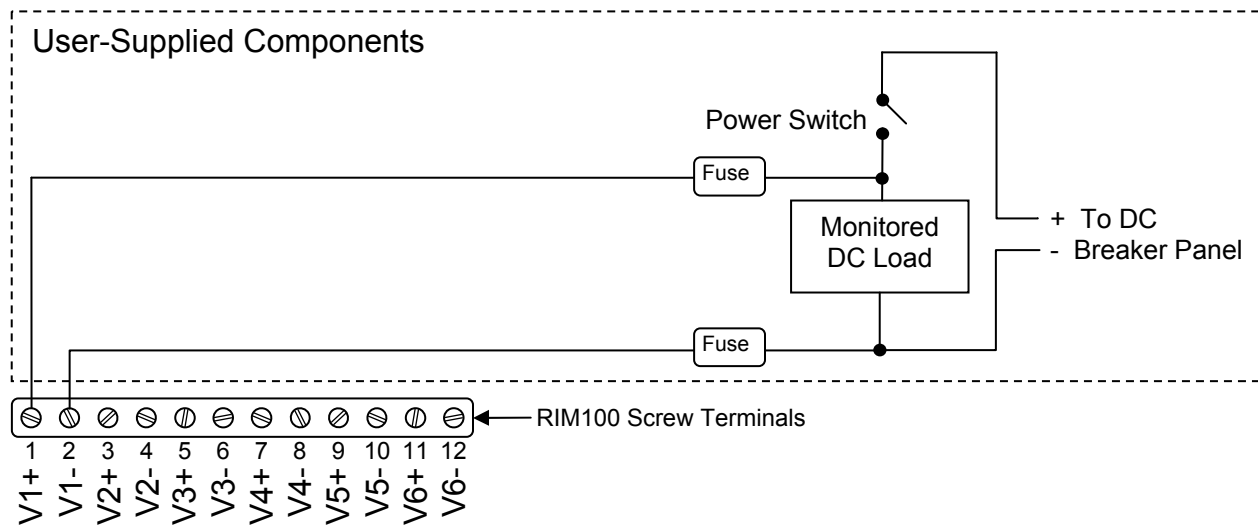 User-Supplied Components
Power Switch
Fuse
Monitored
DC Load
+ To DC
- Breaker Panel
Fuse
RIM100 Screw Terminals
1 2 3 4 5 6 7 8 9 10 11 12
V1+ V1- V2+ V2- V3+ V3- V4+ V4- V5+ V5- V6+ V6-